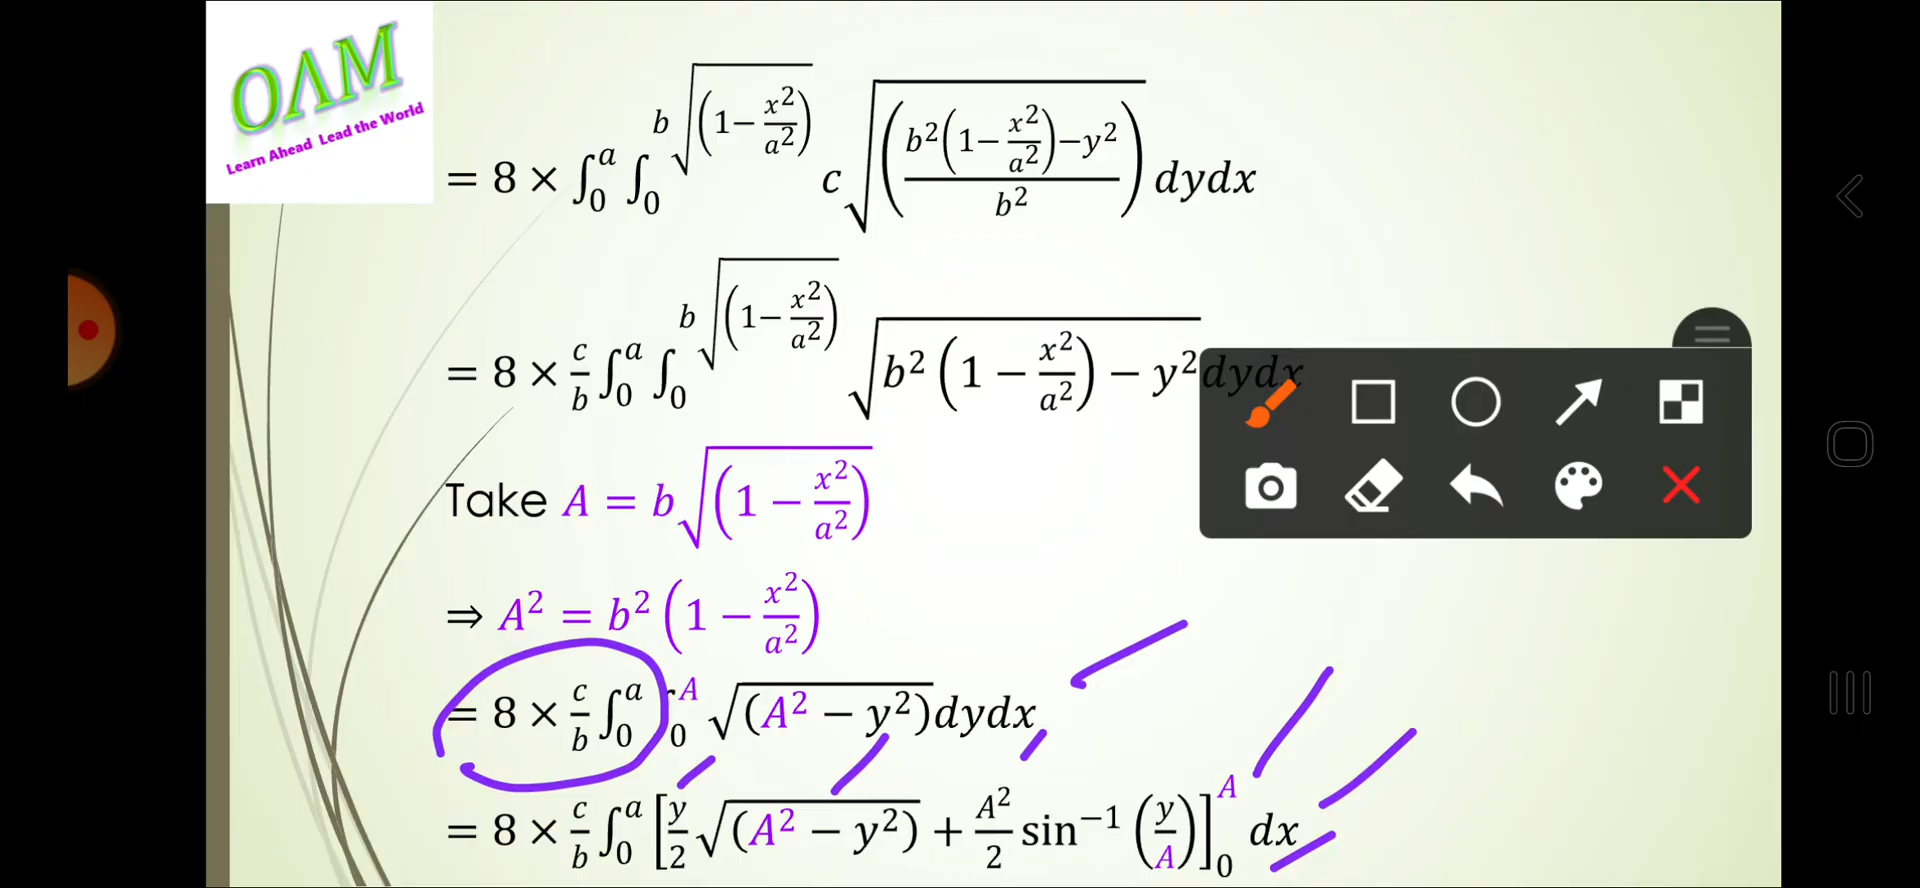 OΛM
Learn Ahead Lead the World
= 8 × ∫₀^a ∫₀^{b√(1−x²/a²)} c √((b²(1−x²/a²)−y²)/b²) dydx
= 8 × c/b ∫₀^a ∫₀^{b√(1−x²/a²)} √(b²(1 − x²/a²) − y²) dydx
Take A = b√(1 − x²/a²)
⇒ A² = b²(1 − x²/a²)
= 8 × c/b ∫₀^a ∫₀^A √(A² − y²) dydx
= 8 × c/b ∫₀^a [y/2 √(A² − y²) + A²/2 sin⁻¹(y/A)]₀^A dx